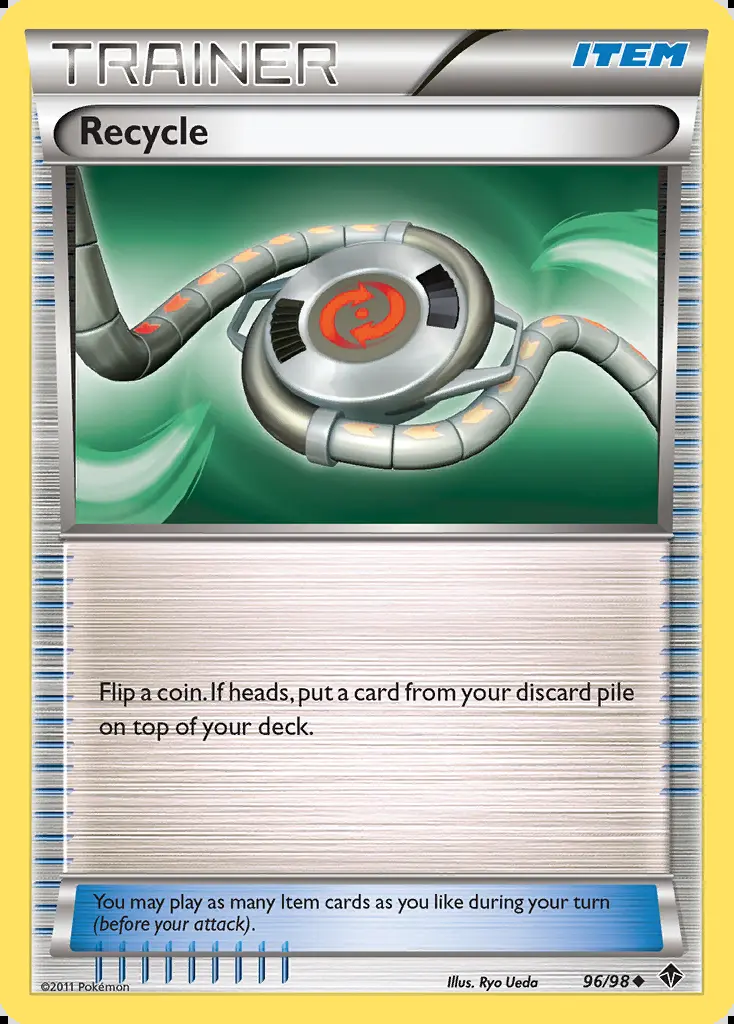 TRAINER
ITEM
Recycle
Flip a coin. If heads, put a card from your discard pile
on top of your deck.
You may play as many Item cards as you like during your turn
(before your attack).
©2011 Pokémon
Illus. Ryo Ueda
96/98